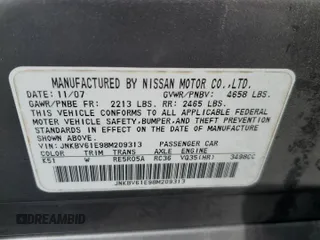 MANUFACTURED BY NISSAN MOTOR CO.,LTD.
DATE: 11/07 GVWR/PNBV: 4658 LBS.
GAWR/PNBE FR: 2213 LBS. RR: 2465 LBS.
THIS VEHICLE CONFORMS TO ALL APPLICABLE FEDERAL
MOTOR VEHICLE SAFETY, BUMPER, AND THEFT
PREVENTION STANDARDS IN EFFECT ON THE DATE OF
MANUFACTURE SHOWN ABOVE.
VIN: JNKBV61E98M209313 PASSENGER CAR
COLOR TRIM TRANS AXLE ENGINE
K51 W RE5R05A RC36 VQ35(HR) 3498CC
JNKBV61E98M209313